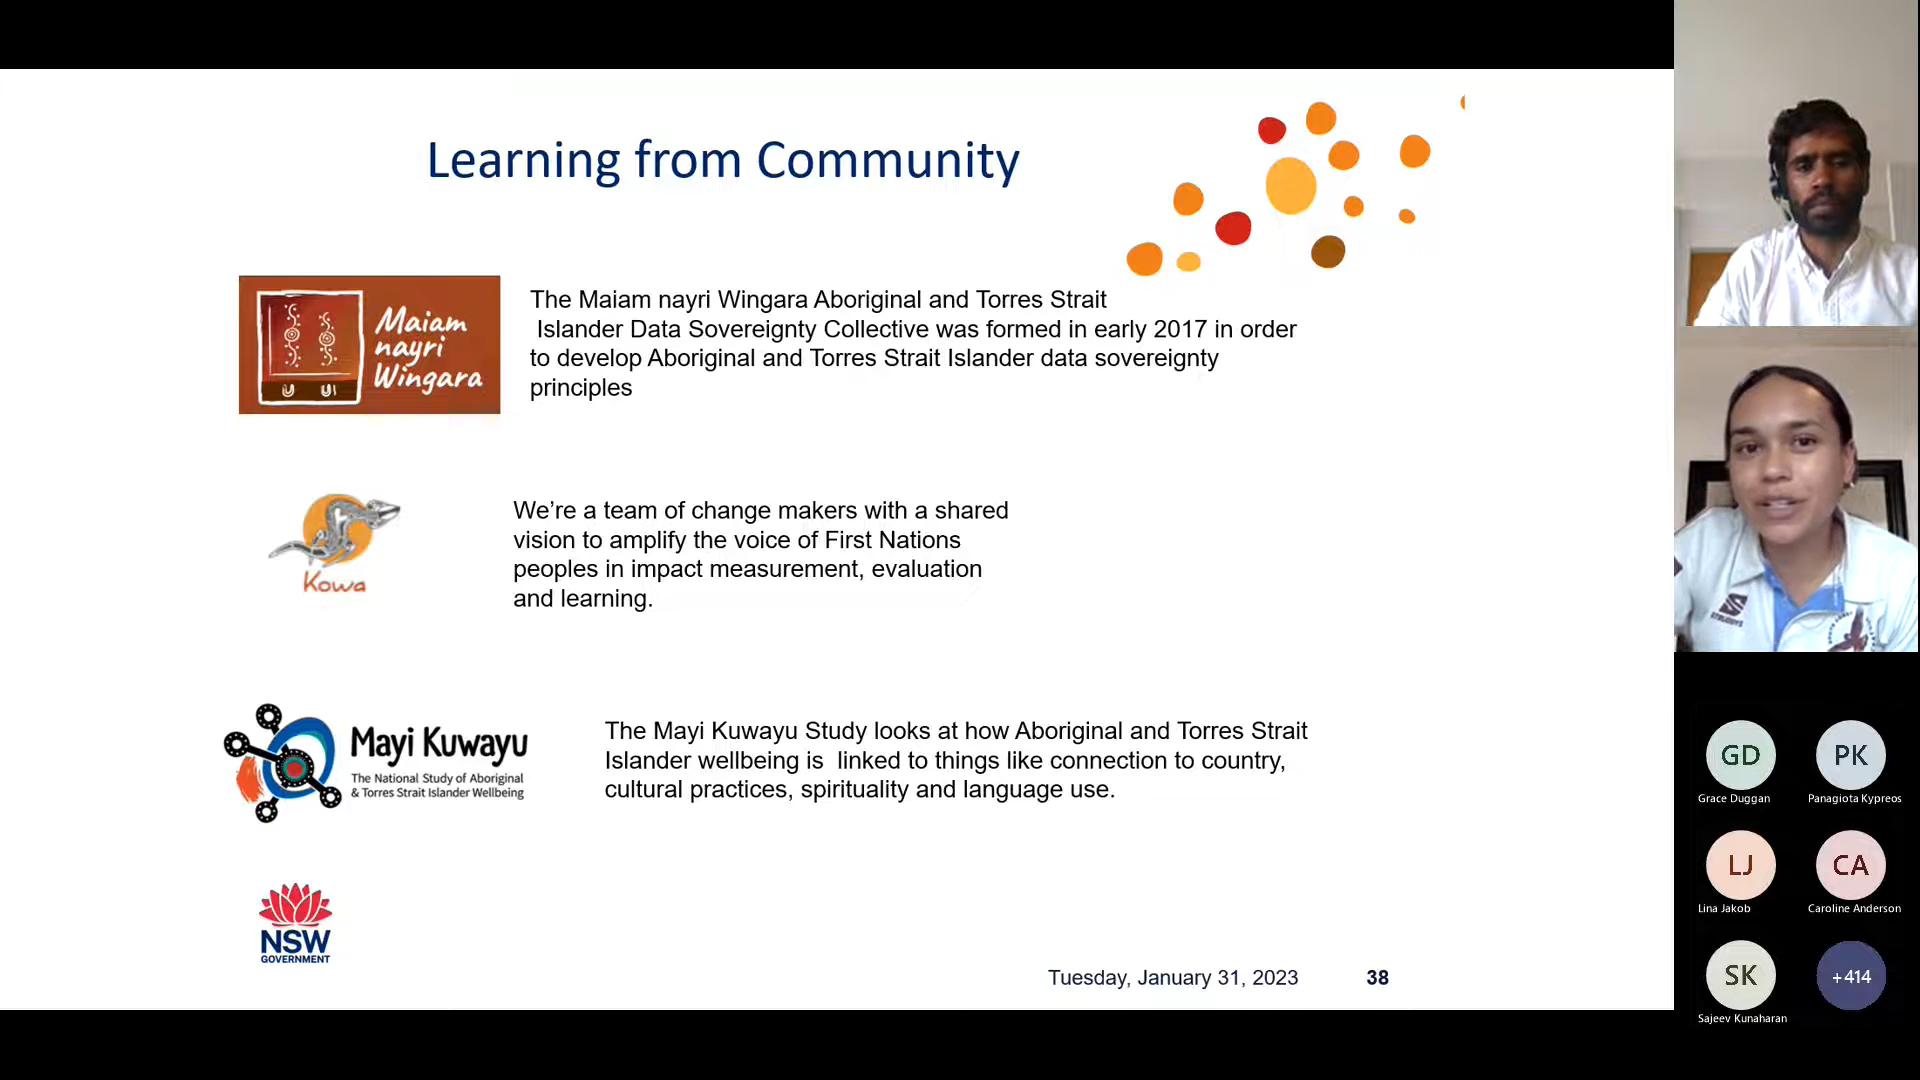 Learning from Community
Maiam
nayri
Wingara
The Maiam nayri Wingara Aboriginal and Torres Strait
Islander Data Sovereignty Collective was formed in early 2017 in order
to develop Aboriginal and Torres Strait Islander data sovereignty
principles
Kowa
We’re a team of change makers with a shared
vision to amplify the voice of First Nations
peoples in impact measurement, evaluation
and learning.
Mayi Kuwayu
The National Study of Aboriginal
& Torres Strait Islander Wellbeing
The Mayi Kuwayu Study looks at how Aboriginal and Torres Strait
Islander wellbeing is  linked to things like connection to country,
cultural practices, spirituality and language use.
NSW
GOVERNMENT
Tuesday, January 31, 2023
38
GD
Grace Duggan
PK
Panagiota Kypreos
LJ
Lina Jakob
CA
Caroline Anderson
SK
Sajeev Kunaharan
+414